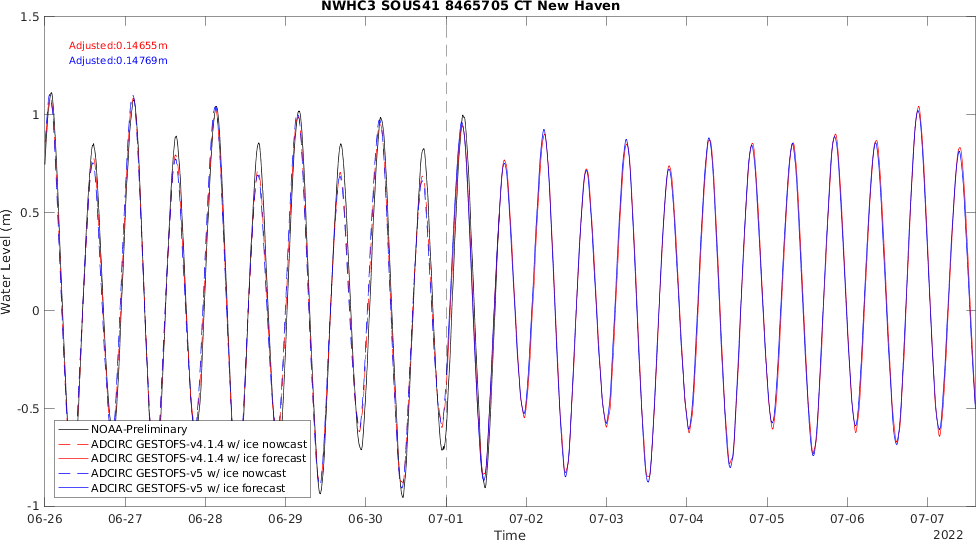 NWHC3 SOUS41 8465705 CT New Haven
1.5
Adjusted:0.14655m
Adjusted:0.14769m
1
0.5
0
-0.5
-1
Water Level (m)
NOAA-Preliminary
ADCIRC GESTOFS-v4.1.4 w/ ice nowcast
ADCIRC GESTOFS-v4.1.4 w/ ice forecast
ADCIRC GESTOFS-v5 w/ ice nowcast
ADCIRC GESTOFS-v5 w/ ice forecast
06-26 06-27 06-28 06-29 06-30 07-01 07-02 07-03 07-04 07-05 07-06 07-07
Time
2022